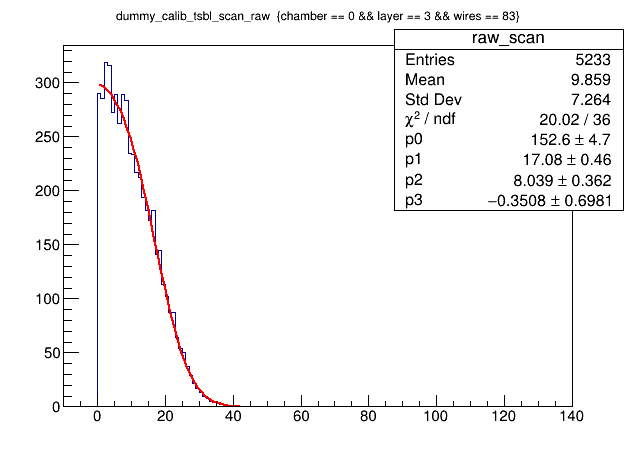 dummy_calib_tsbl_scan_raw {chamber == 0 && layer == 3 && wires == 83}
raw_scan
Entries 5233
Mean 9.859
Std Dev 7.264
χ² / ndf 20.02 / 36
p0 152.6 ± 4.7
p1 17.08 ± 0.46
p2 8.039 ± 0.362
p3 −0.3508 ± 0.6981
300
250
200
150
100
50
0
0 20 40 60 80 100 120 140